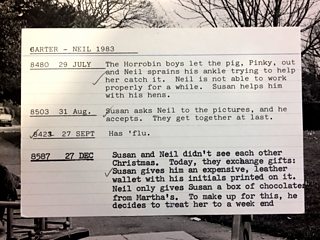 CARTER - NEIL 1983
8480 29 JULY The Horrobin boys let the pig, Pinky, out
and Neil sprains his ankle trying to help
her catch it. Neil is not able to work
properly for a while. Susan helps him
with his hens.
8503 31 Aug. Susan asks Neil to the pictures, and he
accepts. They get together at last.
8423 27 SEPT Has 'flu.
8587 27 DEC Susan and Neil didn't see each other
Christmas. Today, they exchange gifts:
Susan gives him an expensive, leather
wallet with his initials printed on it.
Neil only gives Susan a box of chocolates
from Martha's. To make up for this, he
decides to treat her to a week end